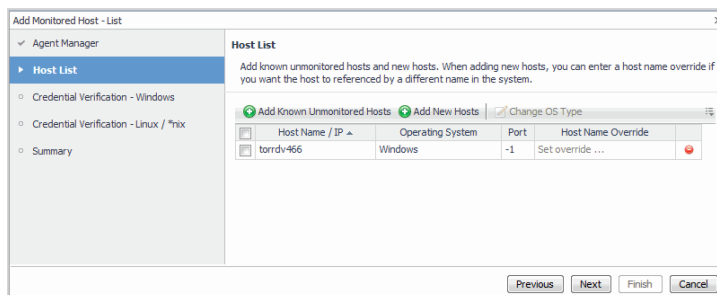 Add Monitored Host - List
Agent Manager
Host List
Credential Verification - Windows
Credential Verification - Linux / *nix
Summary
Host List
Add known unmonitored hosts and new hosts. When adding new hosts, you can enter a host name override if
you want the host to referenced by a different name in the system.
Add Known Unmonitored Hosts Add New Hosts Change OS Type
Host Name / IP Operating System Port Host Name Override
torrdv466 Windows -1 Set override ...
Previous Next Finish Cancel